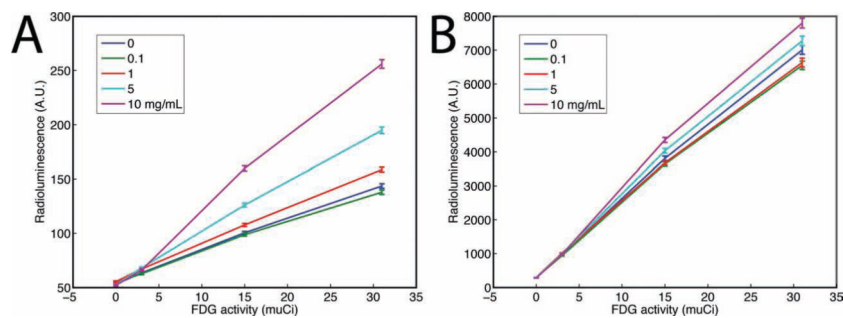 A
300
250
200
150
100
50
Radioluminescence (A.U.)
0
0.1
1
5
10 mg/mL
-5 0 5 10 15 20 25 30 35
FDG activity (muCi)
B
8000
7000
6000
5000
4000
3000
2000
1000
0
Radioluminescence (A.U.)
0
0.1
1
5
10 mg/mL
-5 0 5 10 15 20 25 30 35
FDG activity (muCi)